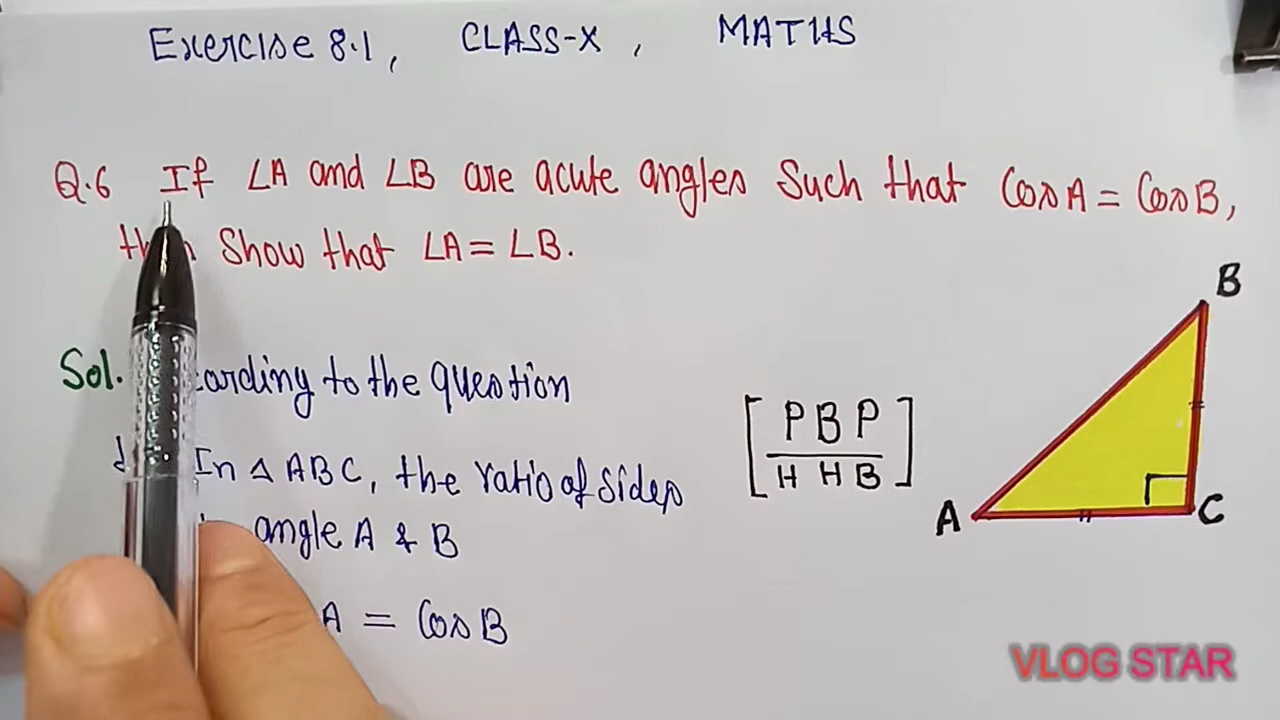 Exercise 8.1, CLASS-X, MATHS
Q.6 If ∠A and ∠B are acute angles Such that Cos A = Cos B,
Show that ∠A = ∠B.
Sol. to the question
In △ ABC, the ratio of sides
angle A & B
A = Cos B
[P B P / H H B]
B
A
C
VLOG STAR